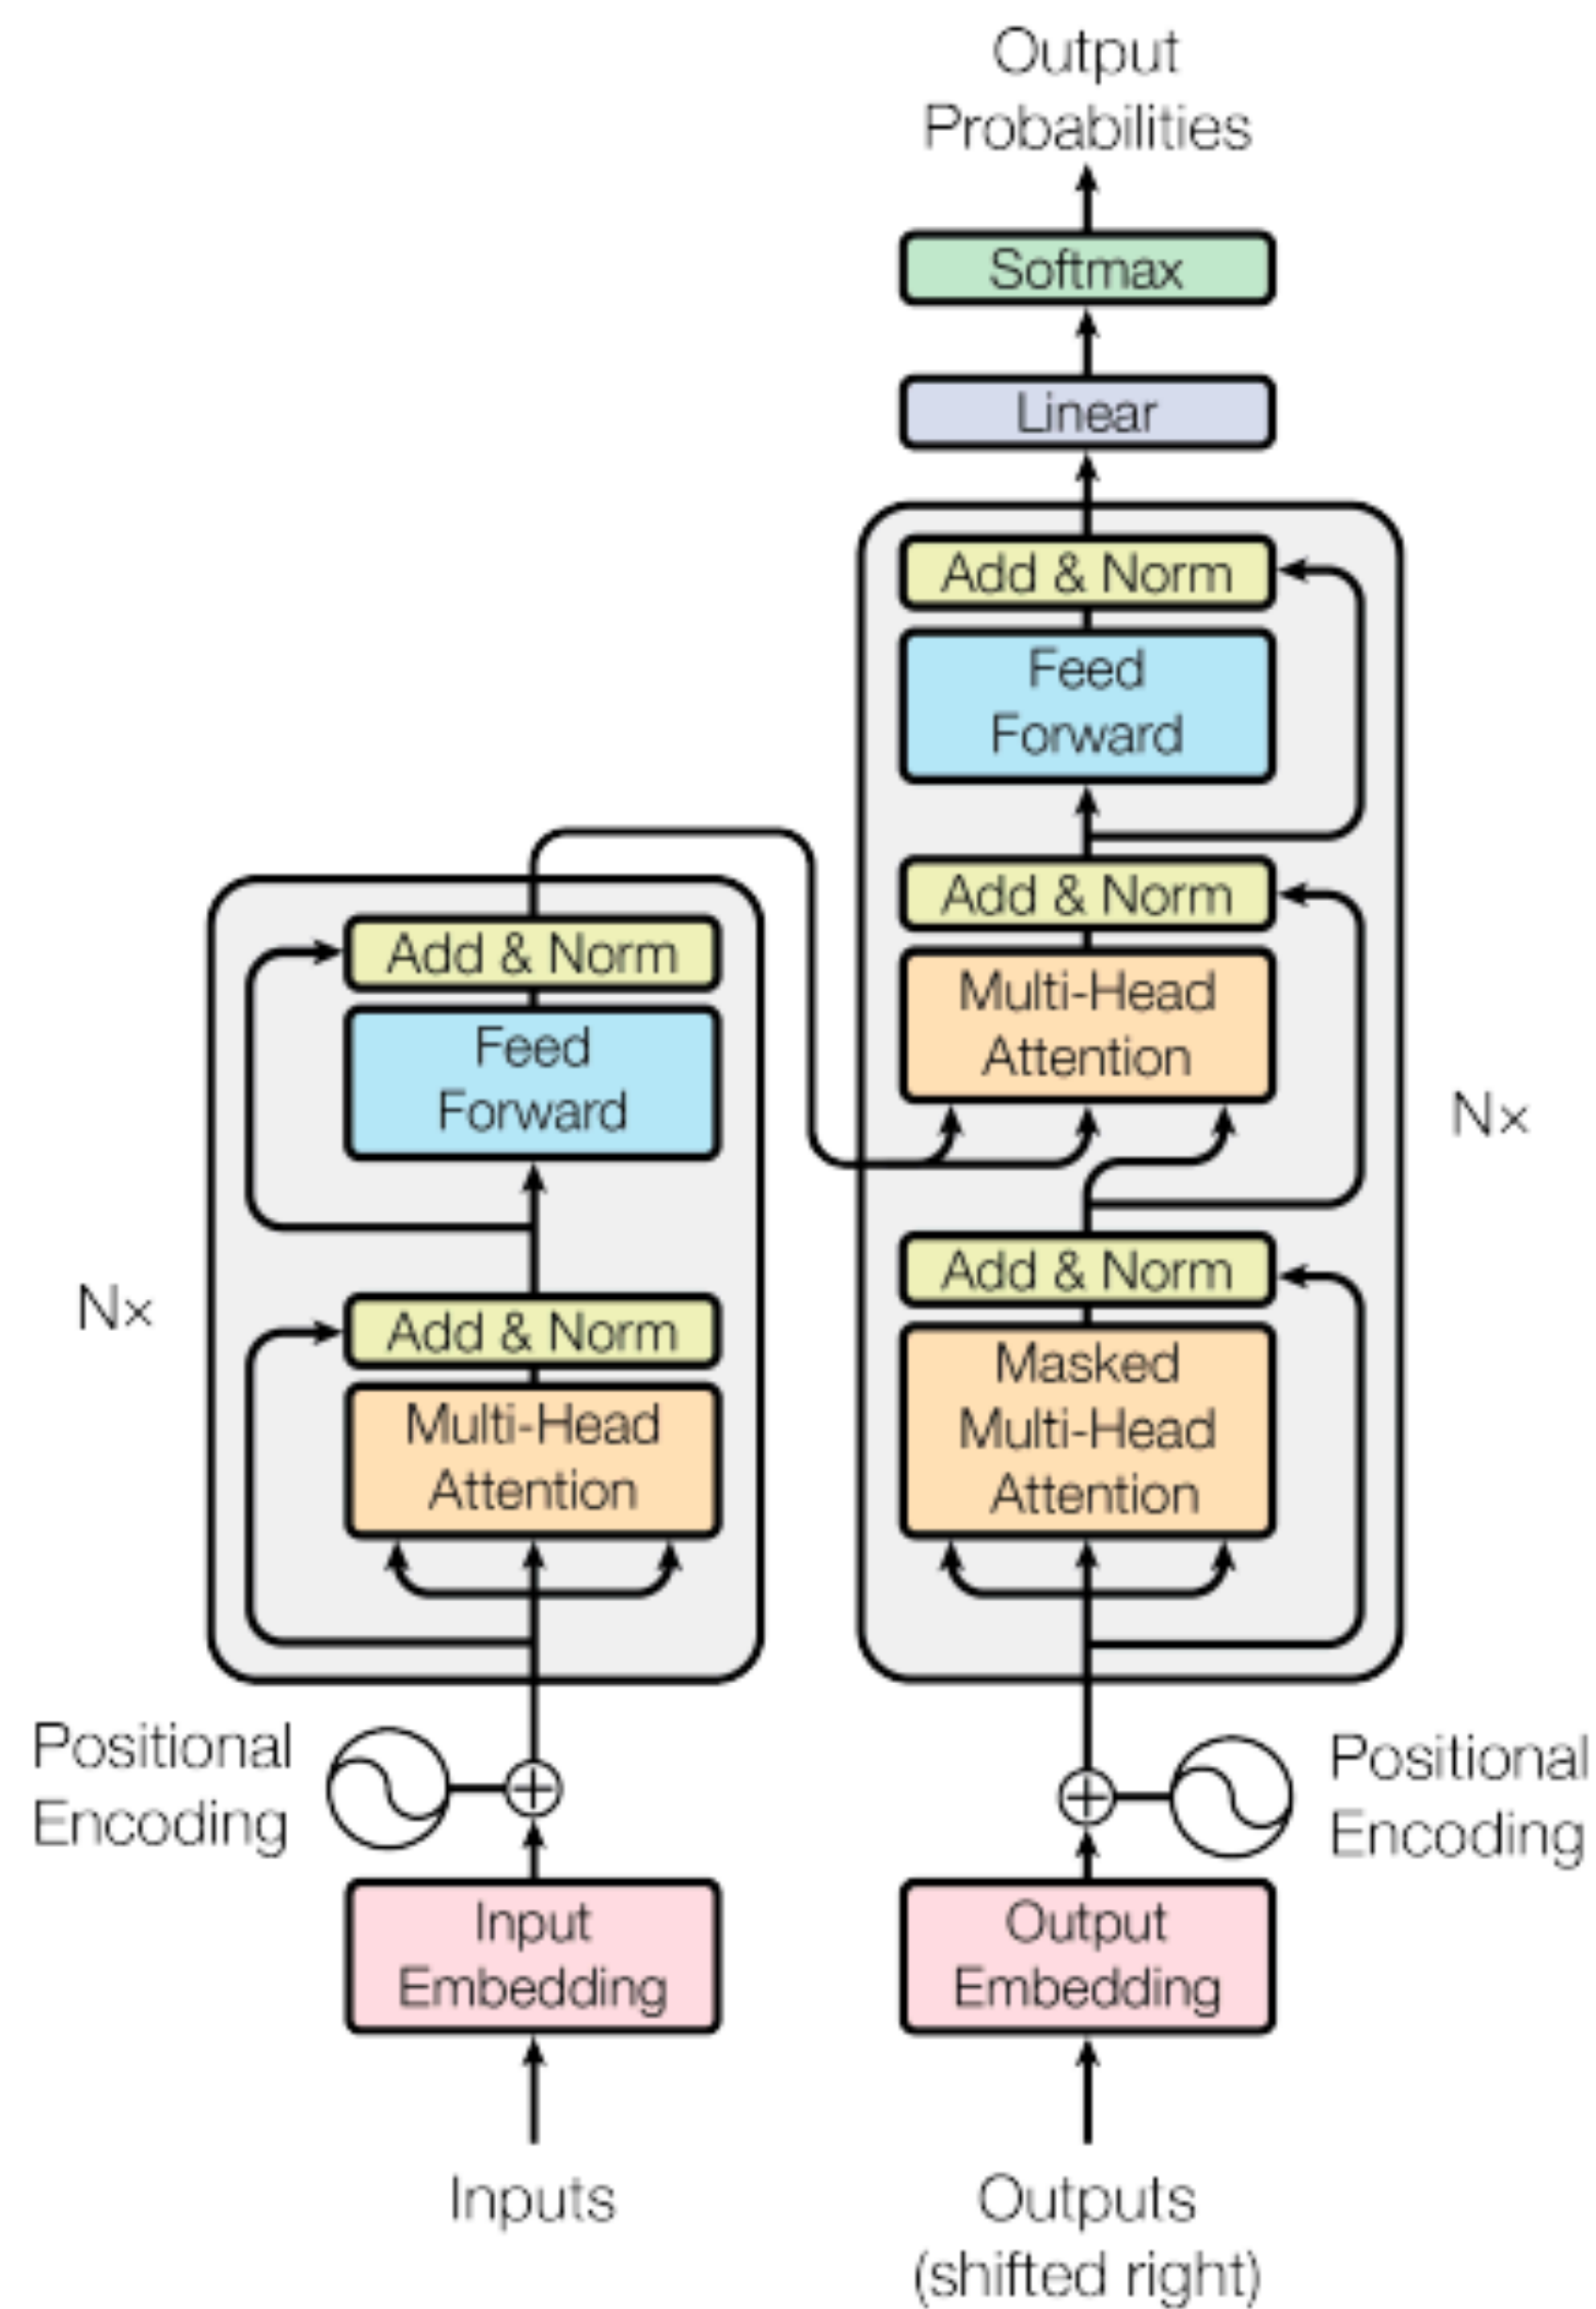 Output
Probabilities
Softmax
Linear
Add & Norm
Feed
Forward
Add & Norm
Multi-Head
Attention
Nx
Add & Norm
Masked
Multi-Head
Attention
Add & Norm
Feed
Forward
Nx
Add & Norm
Multi-Head
Attention
Positional
Encoding
Positional
Encoding
Input
Embedding
Output
Embedding
Inputs
Outputs
(shifted right)